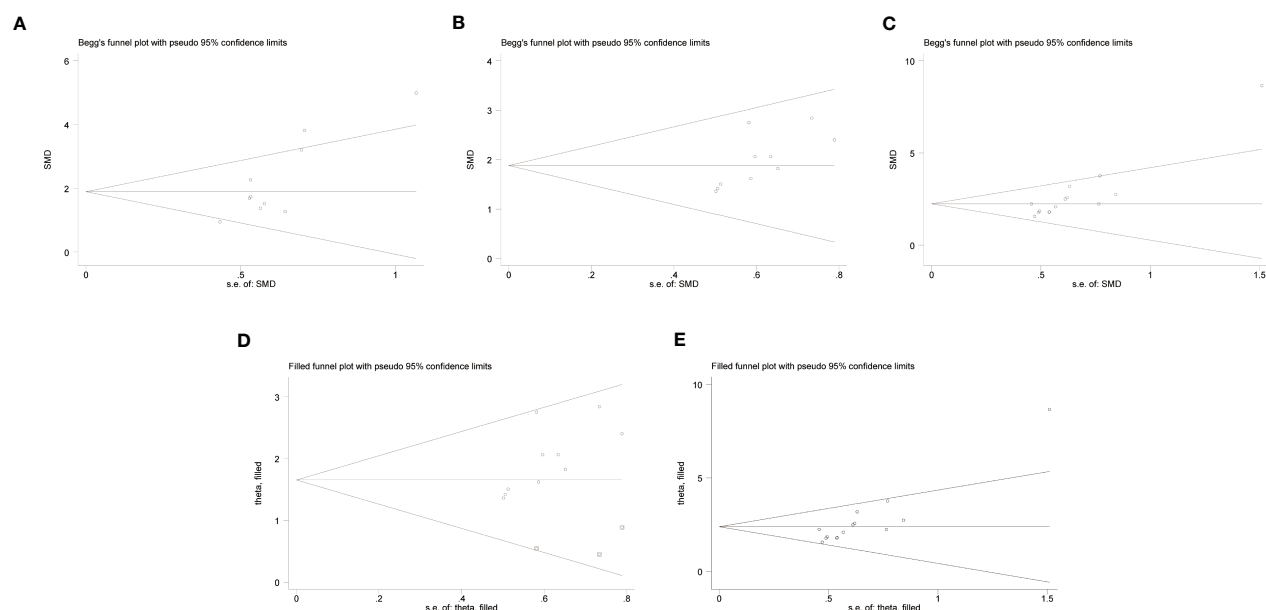 A
Begg's funnel plot with pseudo 95% confidence limits
SMD
6
4
2
0
0
.5
1
s.e. of: SMD
B
Begg's funnel plot with pseudo 95% confidence limits
SMD
4
3
2
1
0
0
.2
.4
.6
.8
s.e. of: SMD
C
Begg's funnel plot with pseudo 95% confidence limits
SMD
10
5
0
0
.5
1
1.5
s.e. of: SMD
D
Filled funnel plot with pseudo 95% confidence limits
theta, filled
3
2
1
0
0
.2
.4
.6
.8
s.e. of: theta, filled
E
Filled funnel plot with pseudo 95% confidence limits
theta, filled
10
5
0
0
.5
1
1.5
s.e. of: theta, filled